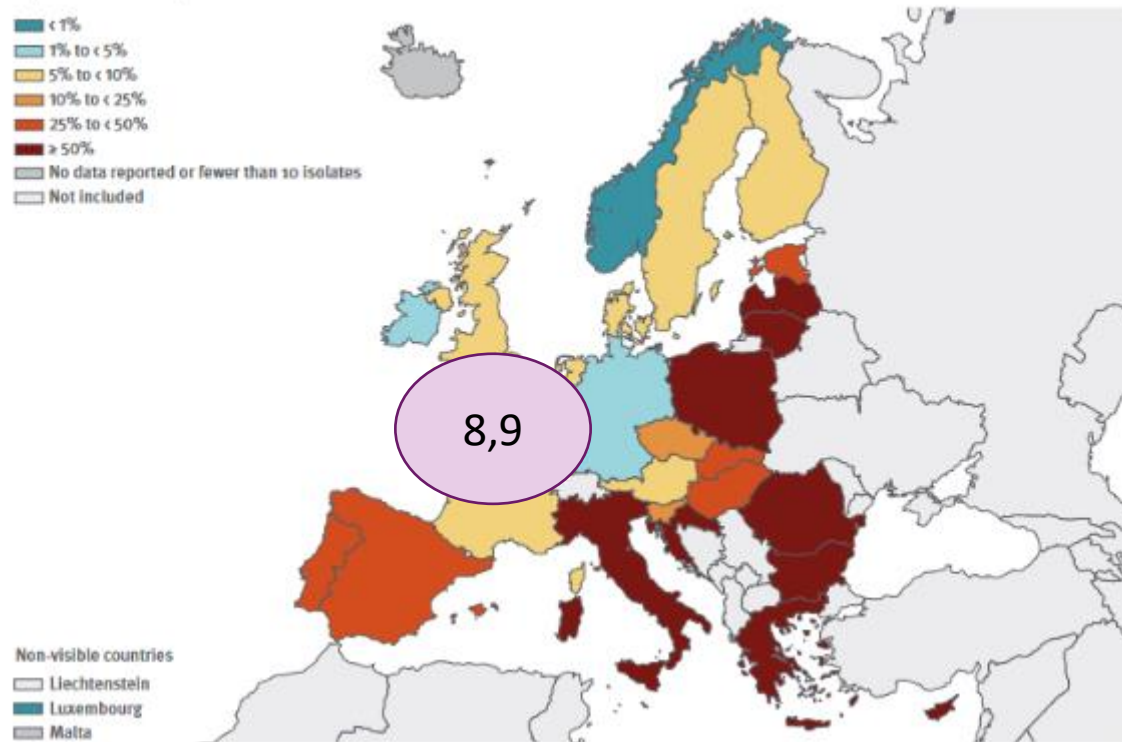 < 1%
1% to < 5%
5% to < 10%
10% to < 25%
25% to < 50%
≥ 50%
No data reported or fewer than 10 isolates
Not included
8,9
Non-visible countries
Liechtenstein
Luxembourg
Malta